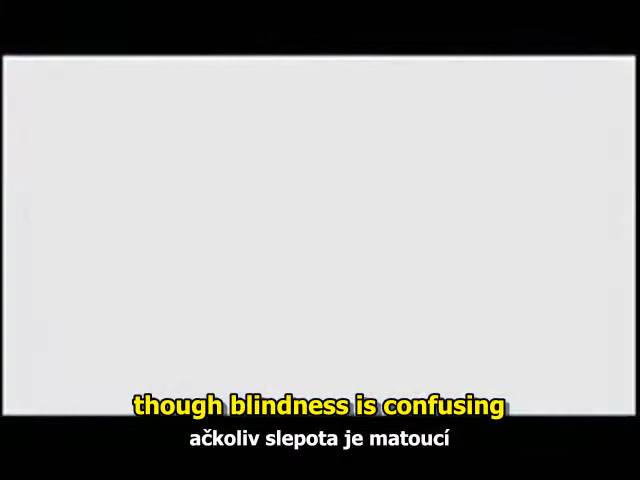 though blindness is confusing
ačkoliv slepota je matoucí